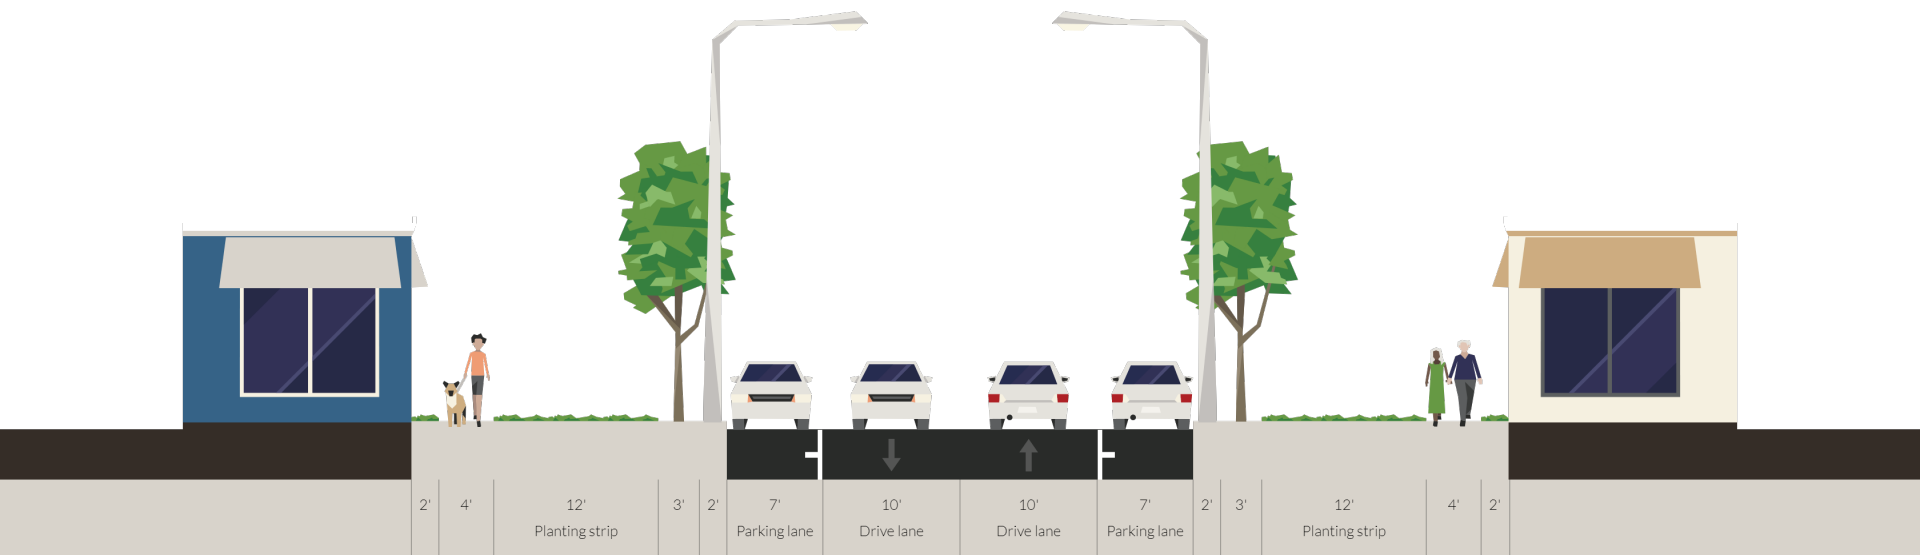 2' 4' 12' 3' 2' 7' 10' 10' 7' 2' 3' 12' 4' 2'
Planting strip Parking lane Drive lane Drive lane Parking lane Planting strip